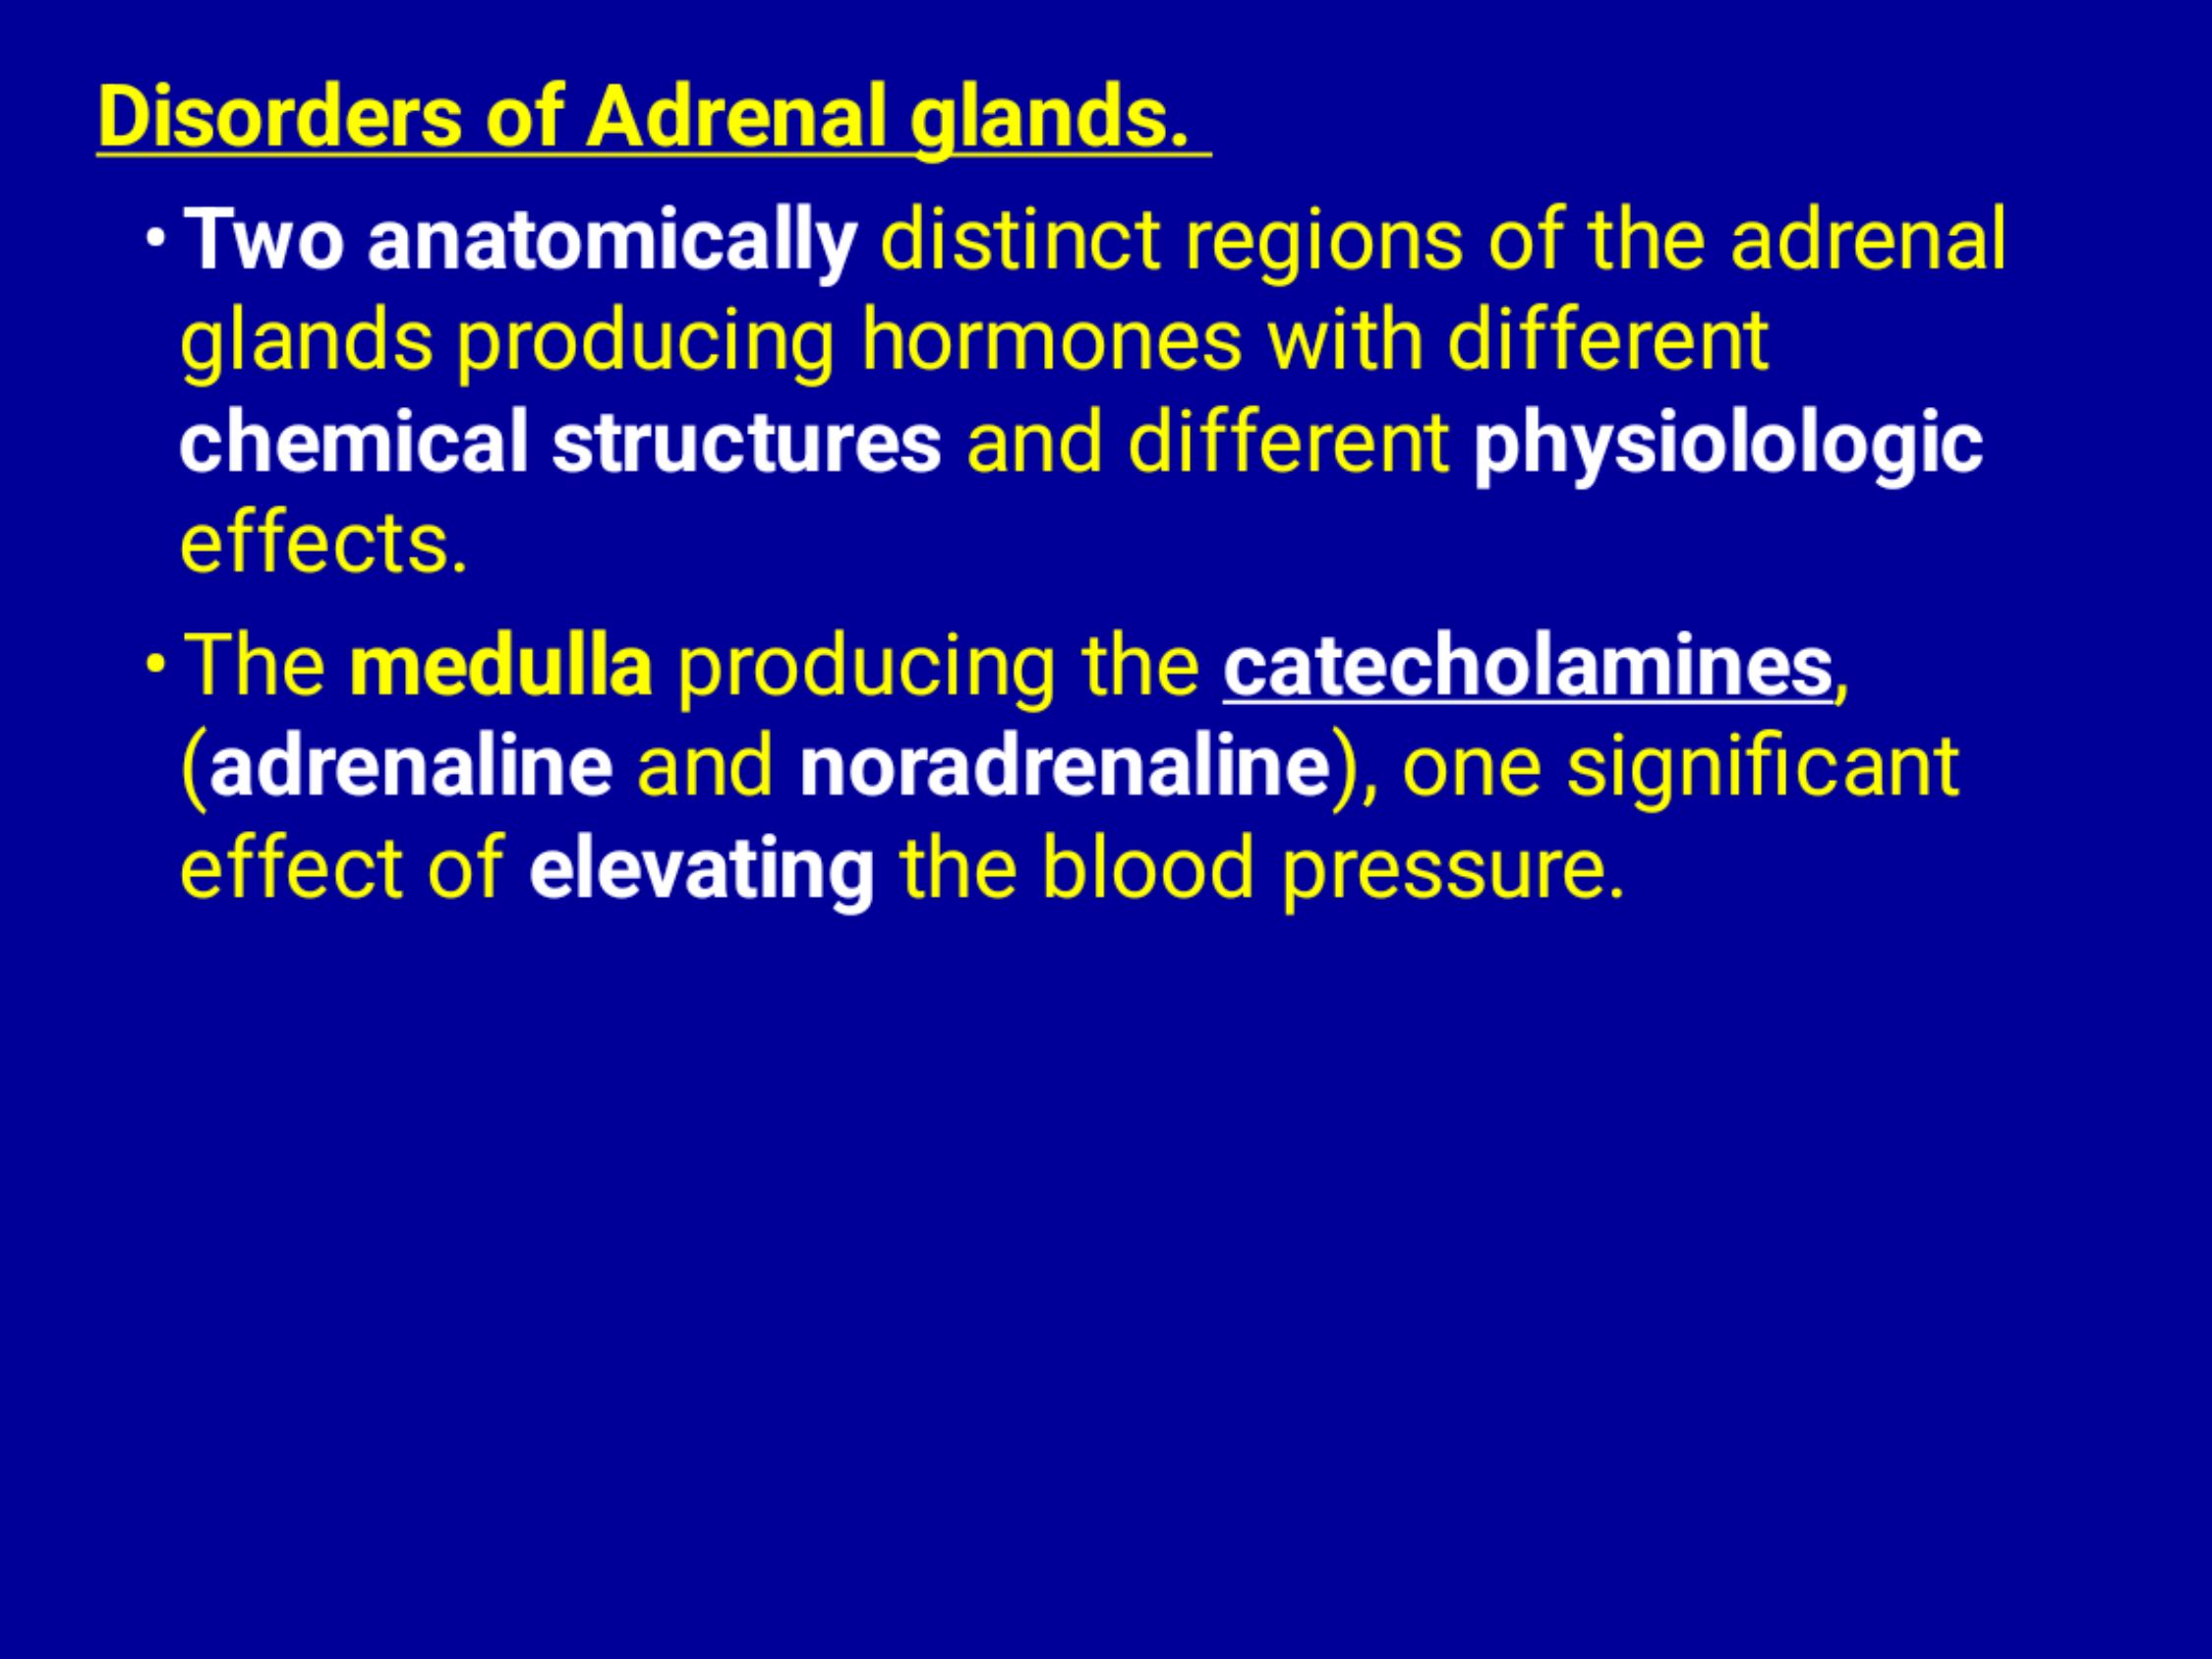 Disorders of Adrenal glands.
• Two anatomically distinct regions of the adrenal
glands producing hormones with different
chemical structures and different physiolologic
effects.
• The medulla producing the catecholamines,
(adrenaline and noradrenaline), one significant
effect of elevating the blood pressure.